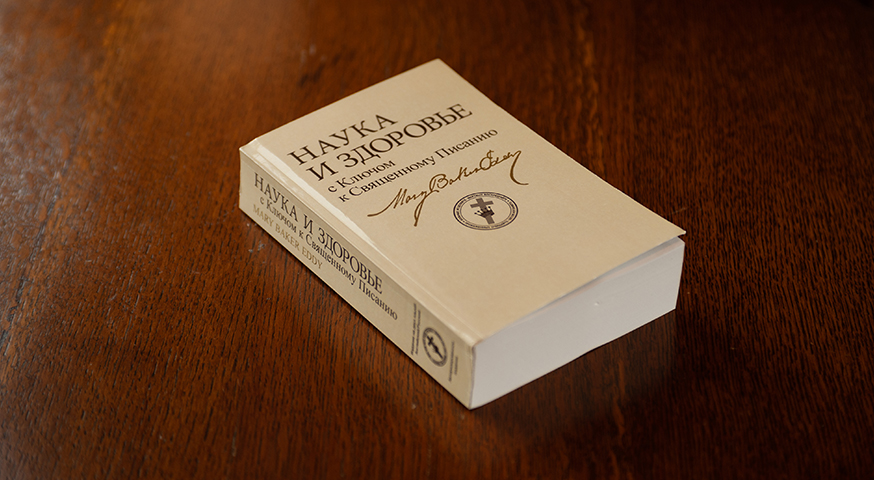 НАУКА
И ЗДОРОВЬЕ
с Ключом
к Священному Писанию
Mary Baker Eddy
НАУКА И ЗДОРОВЬЕ
с Ключом к Священному Писанию
MARY BAKER EDDY